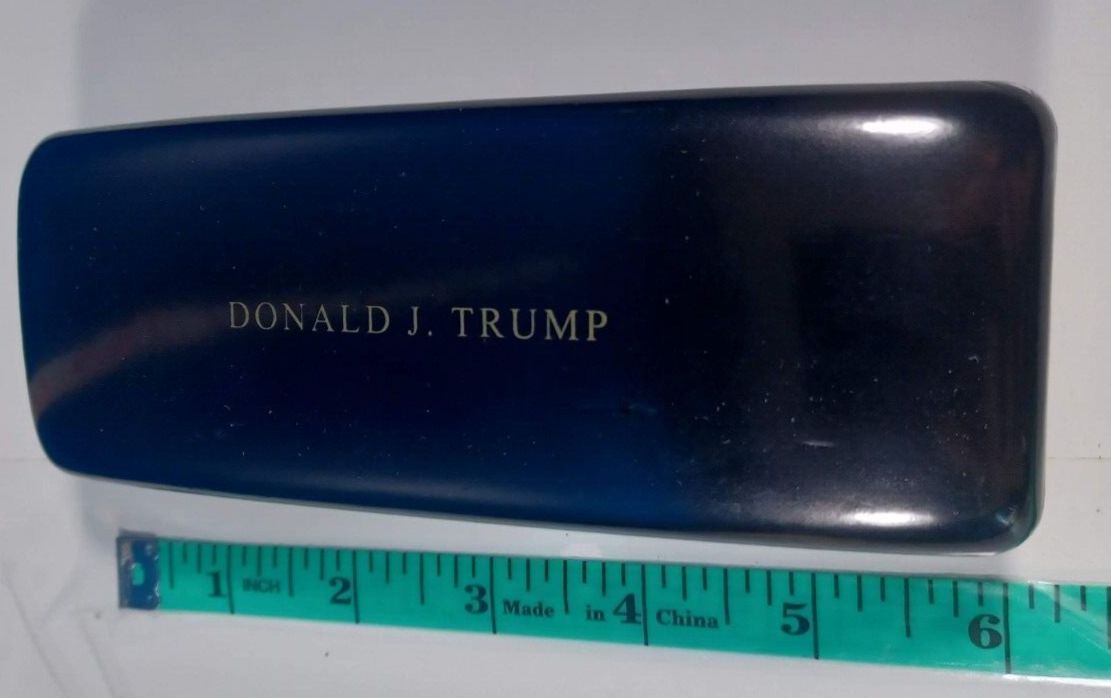 DONALD J. TRUMP
1 INCH 2 3 Made in 4 China 5 6